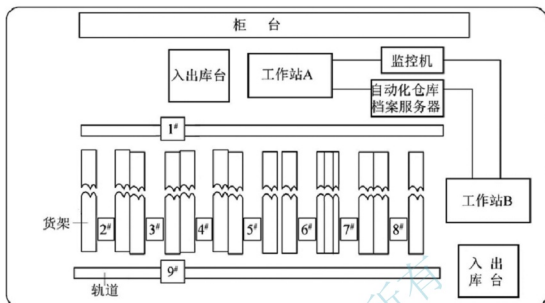 柜 台
入出库台
工作站A
监控机
自动化仓库
档案服务器
1#
货架
2#
3#
4#
5#
6#
7#
8#
工作站B
9#
轨道
入 出
库 台
所有